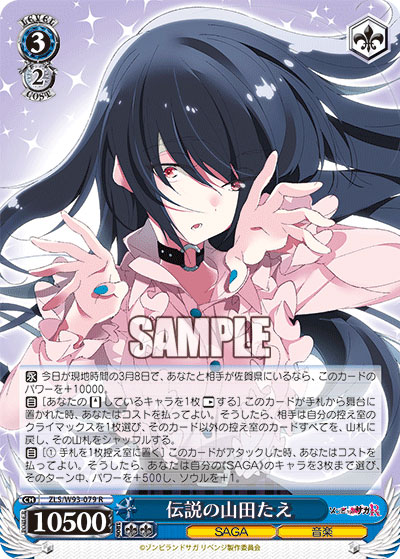 LEVEL
3
2
COST
SAMPLE
永 今日が現地時間の3月8日で、あなたと相手が佐賀県にいるなら、このカードの
パワーを+10000。
自 [あなたの【】しているキャラを1枚【】する] このカードが手札から舞台に
置かれた時、あなたはコストを払ってよい。そうしたら、相手は自分の控え室の
クライマックスを1枚選び、そのカード以外の控え室のカードすべてを、山札に
戻し、その山札をシャッフルする。
自 [① 手札を1枚控え室に置く] このカードがアタックした時、あなたはコストを
払ってよい。そうしたら、あなたは自分の《SAGA》のキャラを3枚まで選び、
そのターン中、パワーを+500し、ソウルを+1。
CH ZLS/W93-079 R
伝説の山田たえ
10500
SAGA
音楽
©ゾンビランドサガ リベンジ製作委員会